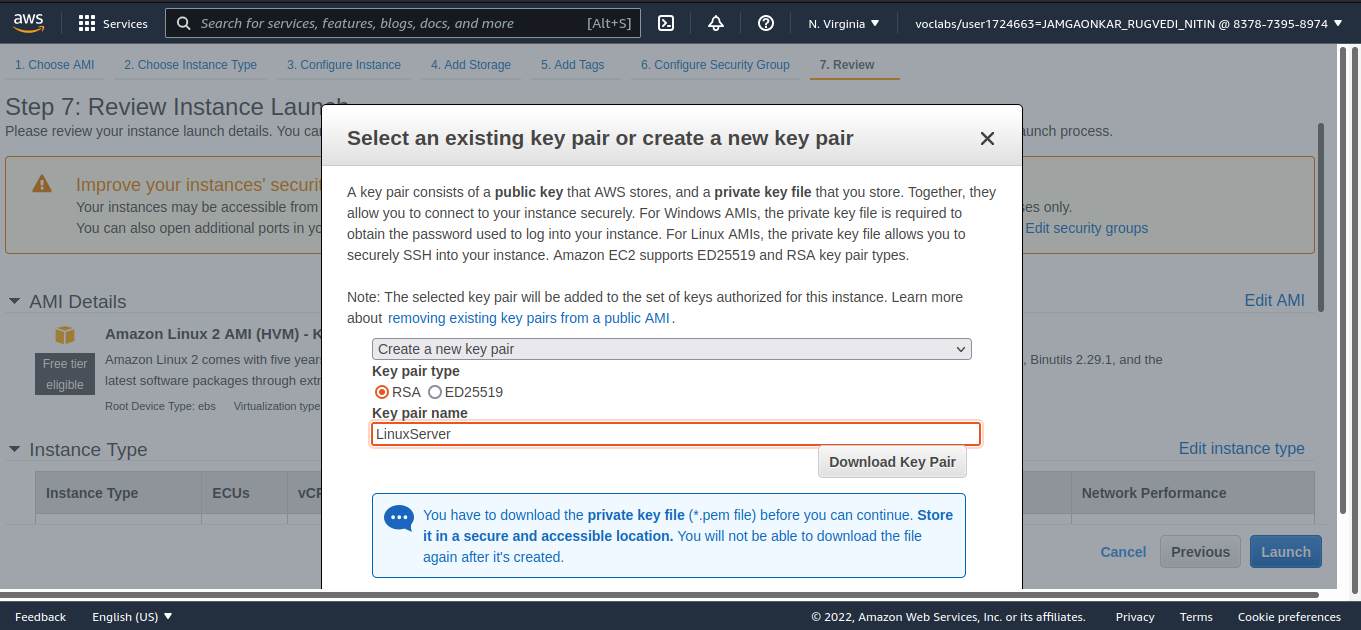 aws
Services
Search for services, features, blogs, docs, and more
[Alt+S]
N. Virginia
voclabs/user1724663=JAMGAONKAR_RUGVEDI_NITIN @ 8378-7395-8974
1. Choose AMI
2. Choose Instance Type
3. Configure Instance
4. Add Storage
5. Add Tags
6. Configure Security Group
7. Review
Step 7: Review Instance Launch
Please review your instance launch details. You can
aunch process.
Improve your instances' securit
Your instances may be accessible from
ses only.
You can also open additional ports in yo
Edit security groups
AMI Details
Edit AMI
Amazon Linux 2 AMI (HVM) - K
Free tier
eligible
Amazon Linux 2 comes with five year
, Binutils 2.29.1, and the
latest software packages through extr
Root Device Type: ebs
Virtualization type
Instance Type
Edit instance type
Instance Type
ECUs
vCP
Network Performance
Select an existing key pair or create a new key pair
A key pair consists of a public key that AWS stores, and a private key file that you store. Together, they
allow you to connect to your instance securely. For Windows AMIs, the private key file is required to
obtain the password used to log into your instance. For Linux AMIs, the private key file allows you to
securely SSH into your instance. Amazon EC2 supports ED25519 and RSA key pair types.
Note: The selected key pair will be added to the set of keys authorized for this instance. Learn more
about removing existing key pairs from a public AMI .
Create a new key pair
Key pair type
RSA ED25519
Key pair name
LinuxServer
Download Key Pair
You have to download the private key file (*.pem file) before you can continue. Store
it in a secure and accessible location. You will not be able to download the file
again after it's created.
Cancel
Previous
Launch
Feedback
English (US)
© 2022, Amazon Web Services, Inc. or its affiliates.
Privacy
Terms
Cookie preferences